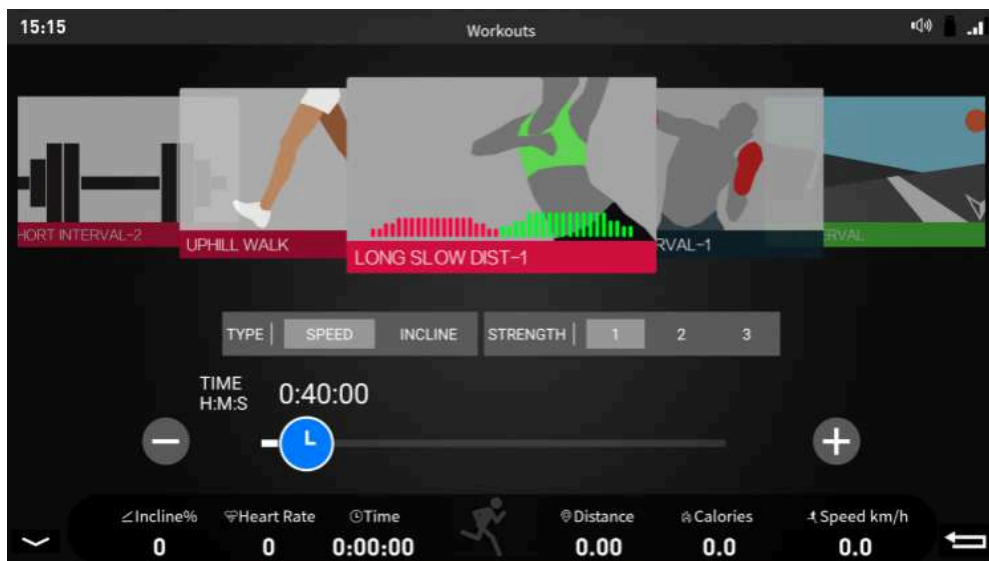 15:15
Workouts
HORT INTERVAL-2
UPHILL WALK
LONG SLOW DIST-1
RVAL-1
ERVAL
TYPE
SPEED
INCLINE
STRENGTH
1
2
3
TIME
H:M:S
0:40:00
Incline%
Heart Rate
Time
Distance
Calories
Speed km/h
0
0
0:00:00
0.00
0.0
0.0